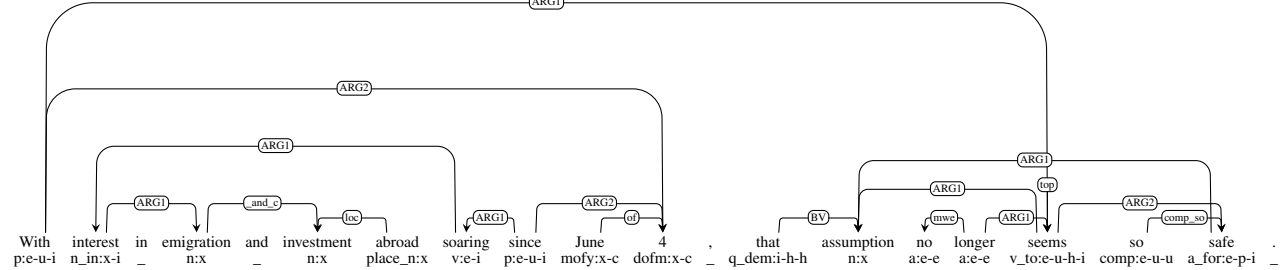 ARG1
ARG2
ARG1
ARG1
ARG1 _and_c ARG1 top ARG2
loc ARG1 of BV mwe ARG1 comp_so
With interest in emigration and investment abroad soaring since June 4 , that assumption no longer seems so safe .
p:e-u-i n_in:x-i _ n:x _ n:x place_n:x v:e-i p:e-u-i mofy:x-c dofm:x-c _ q_dem:i-h-h n:x a:e-e a:e-e v_to:e-u-h-i comp:e-u-u a_for:e-p-i _